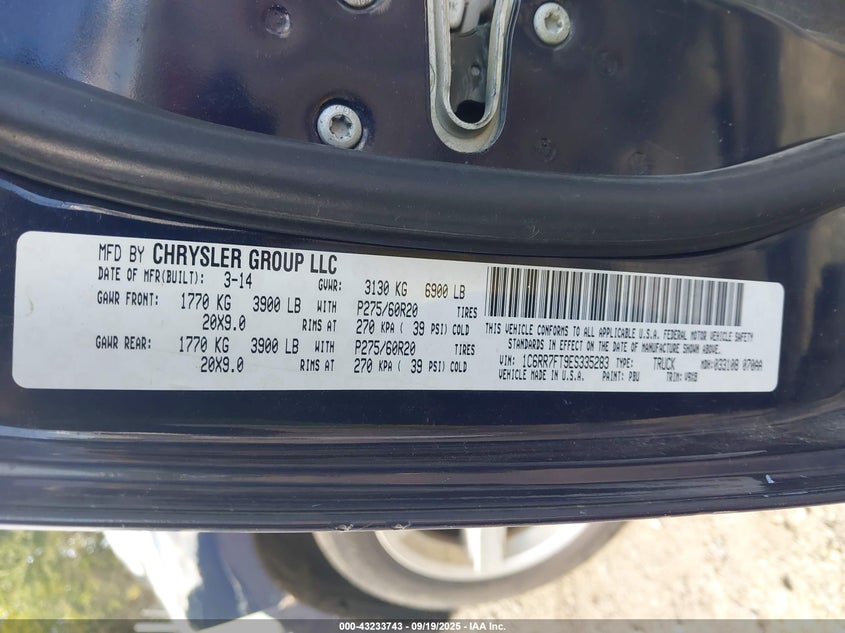 MFD BY CHRYSLER GROUP LLC
DATE OF MFR(BUILT): 3-14 GVWR: 3130 KG 6900 LB
GAWR FRONT: 1770 KG 3900 LB WITH P275/60R20 TIRES
20X9.0 RIMS AT 270 KPA ( 39 PSI) COLD
GAWR REAR: 1770 KG 3900 LB WITH P275/60R20 TIRES
20X9.0 RIMS AT 270 KPA ( 39 PSI) COLD
THIS VEHICLE CONFORMS TO ALL APPLICABLE U.S.A. FEDERAL MOTOR VEHICLE SAFETY
STANDARDS IN EFFECT ON THE DATE OF MANUFACTURE SHOWN ABOVE.
VIN: 1C6RR7FT9ES335283 TYPE: TRUCK MDH: 033108 070AA
VEHICLE MADE IN U.S.A. PAINT: PBU TRIM: V9X8
000-43233743 - 09/19/2025 - IAA Inc.